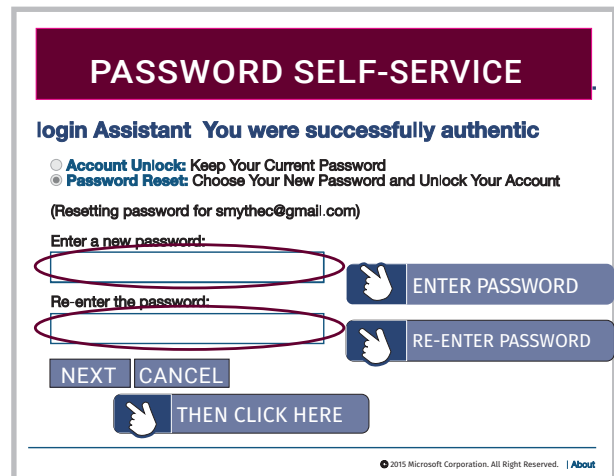 PASSWORD SELF-SERVICE
login Assistant You were successfully authentic
Account Unlock: Keep Your Current Password
Password Reset: Choose Your New Password and Unlock Your Account
(Resetting password for smythec@gmail.com)
Enter a new password:
ENTER PASSWORD
Re-enter the password:
RE-ENTER PASSWORD
NEXT CANCEL
THEN CLICK HERE
2015 Microsoft Corporation. All Right Reserved. | About